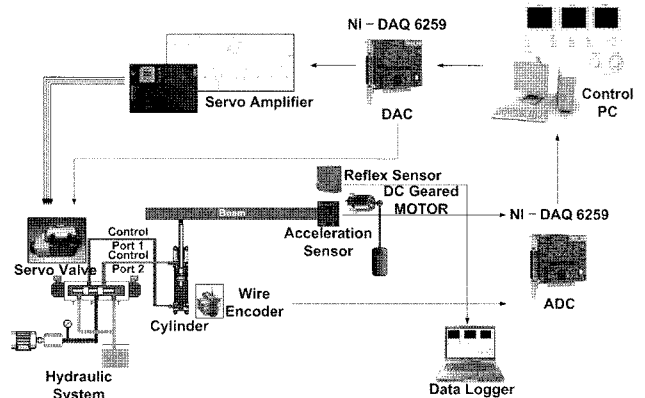 Ni – DAQ 6259
Servo Amplifier
DAC
Control
PC
Reflex Sensor
DC Geared
MOTOR
Beam
Acceleration
Sensor
Ni – DAQ 6259
ADC
Control
Port 1
Control
Port 2
Servo Valve
Wire
Encoder
Cylinder
Hydraulic
System
Data Logger